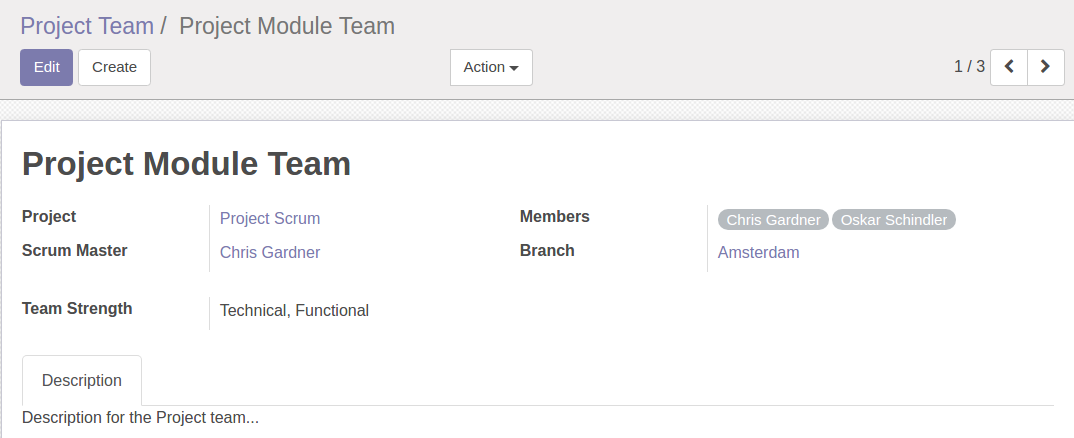 Project Team / Project Module Team
Edit Create Action 1 / 3
Project Module Team
Project Project Scrum Members Chris Gardner Oskar Schindler
Scrum Master Chris Gardner Branch Amsterdam
Team Strength Technical, Functional
Description
Description for the Project team...